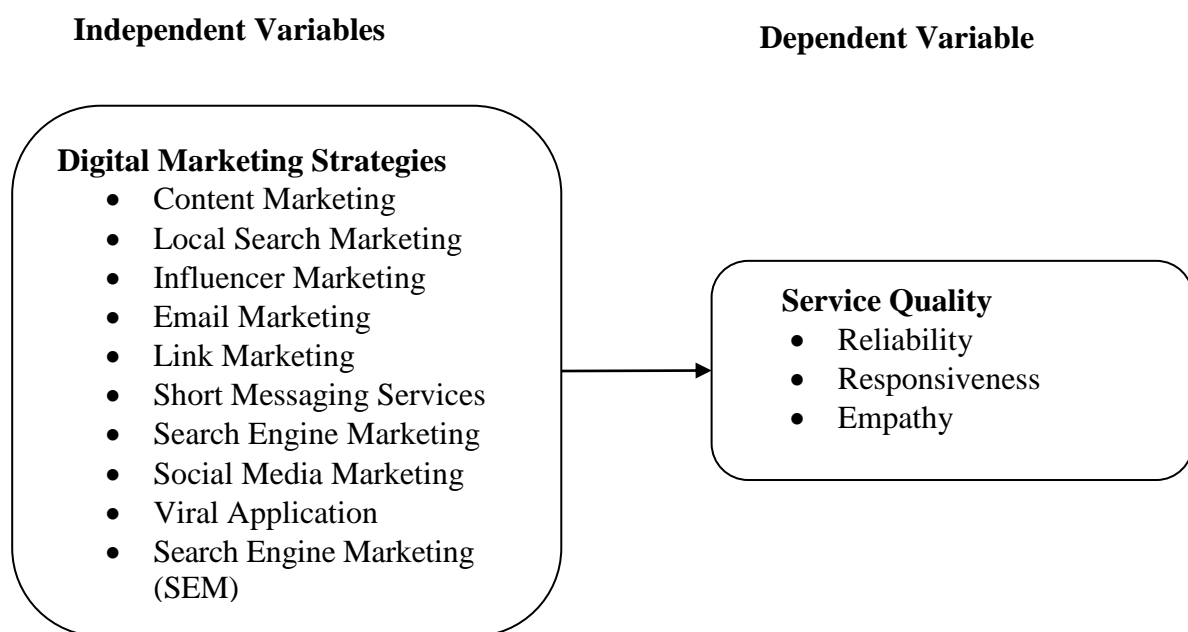 Independent Variables
Dependent Variable
Digital Marketing Strategies
• Content Marketing
• Local Search Marketing
• Influencer Marketing
• Email Marketing
• Link Marketing
• Short Messaging Services
• Search Engine Marketing
• Social Media Marketing
• Viral Application
• Search Engine Marketing
(SEM)
Service Quality
• Reliability
• Responsiveness
• Empathy